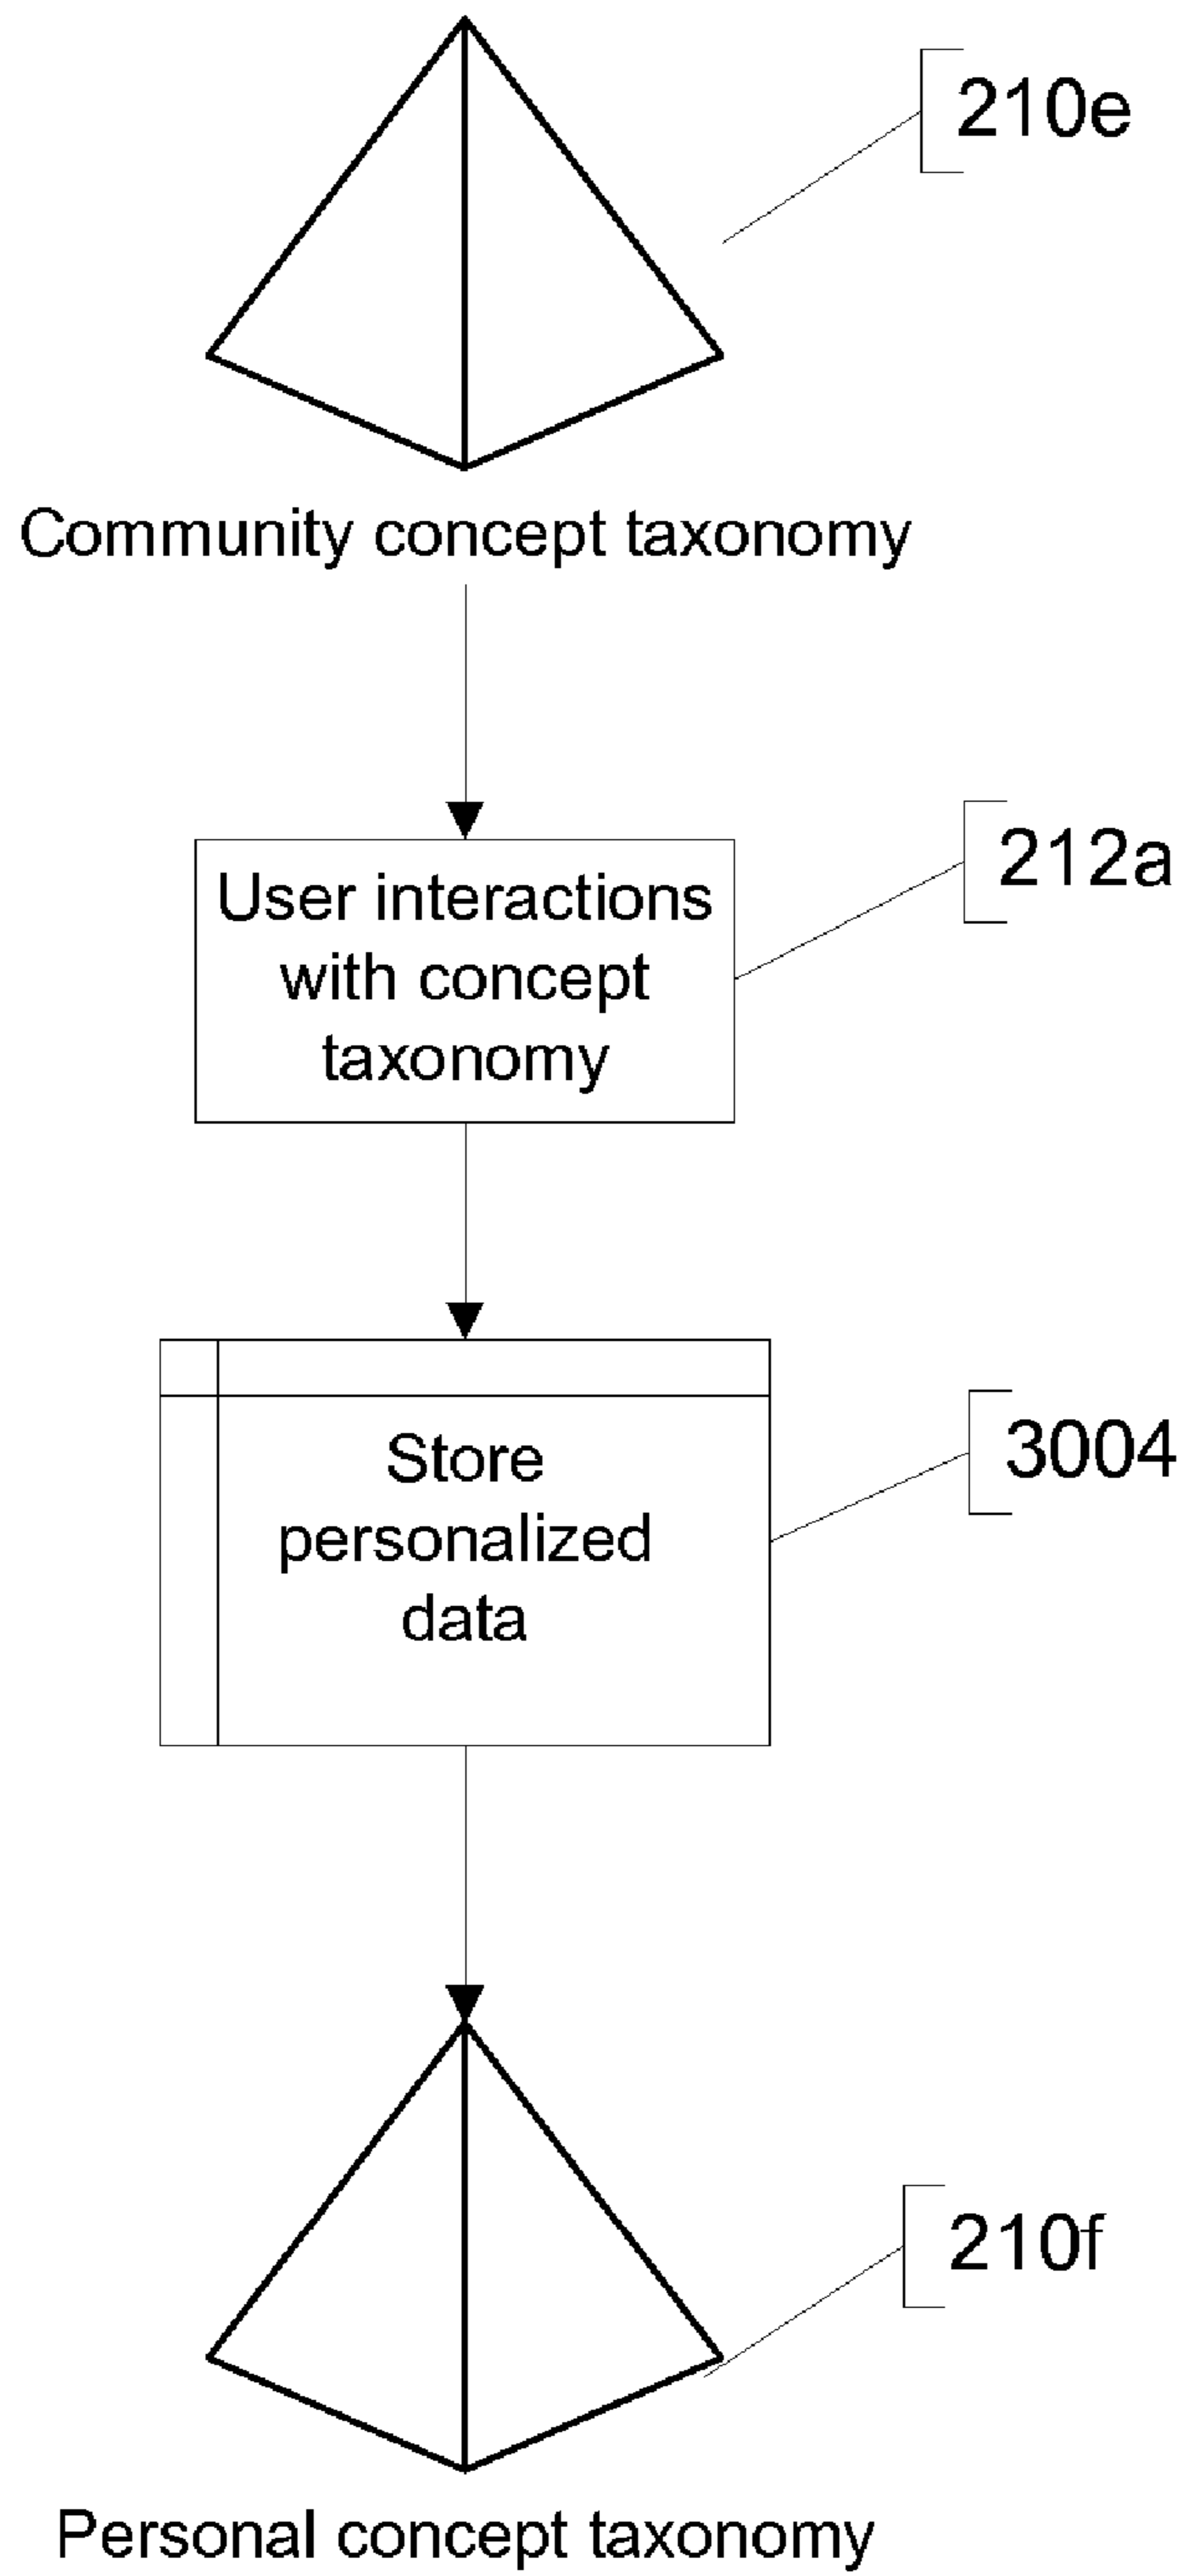 210e
Community concept taxonomy
212a
User interactions
with concept
taxonomy
3004
Store
personalized
data
210f
Personal concept taxonomy